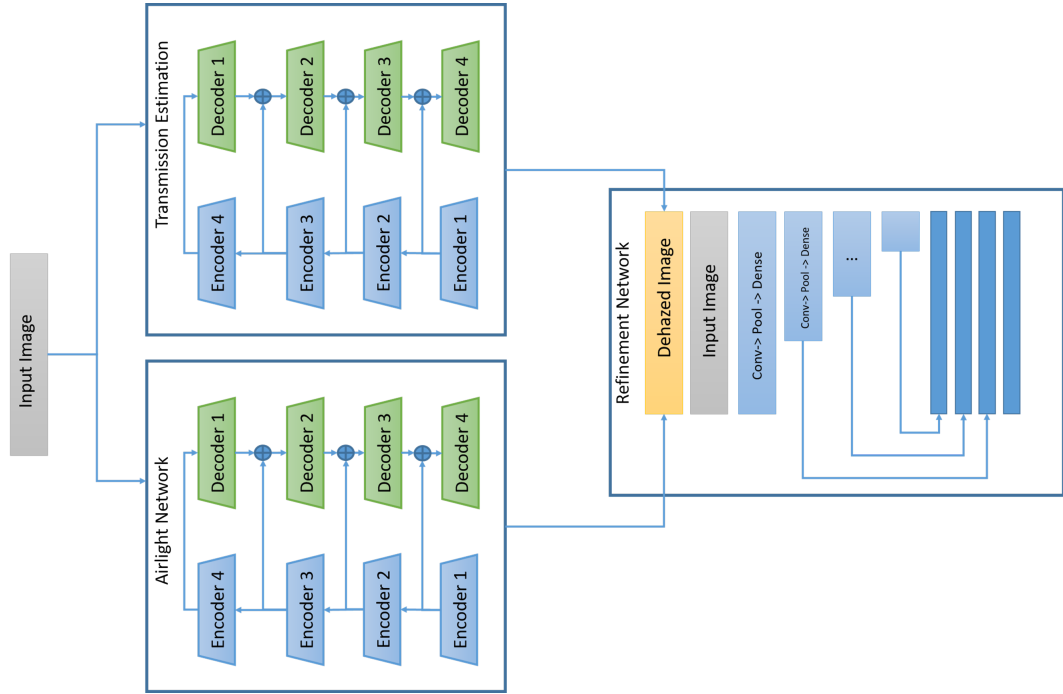 Input Image
Airlight Network
Encoder 4
Encoder 3
Encoder 2
Encoder 1
Decoder 1
Decoder 2
Decoder 3
Decoder 4
Transmission Estimation
Encoder 4
Encoder 3
Encoder 2
Encoder 1
Decoder 1
Decoder 2
Decoder 3
Decoder 4
Refinement Network
Dehazed Image
Input Image
Conv-> Pool -> Dense
Conv-> Pool -> Dense
...